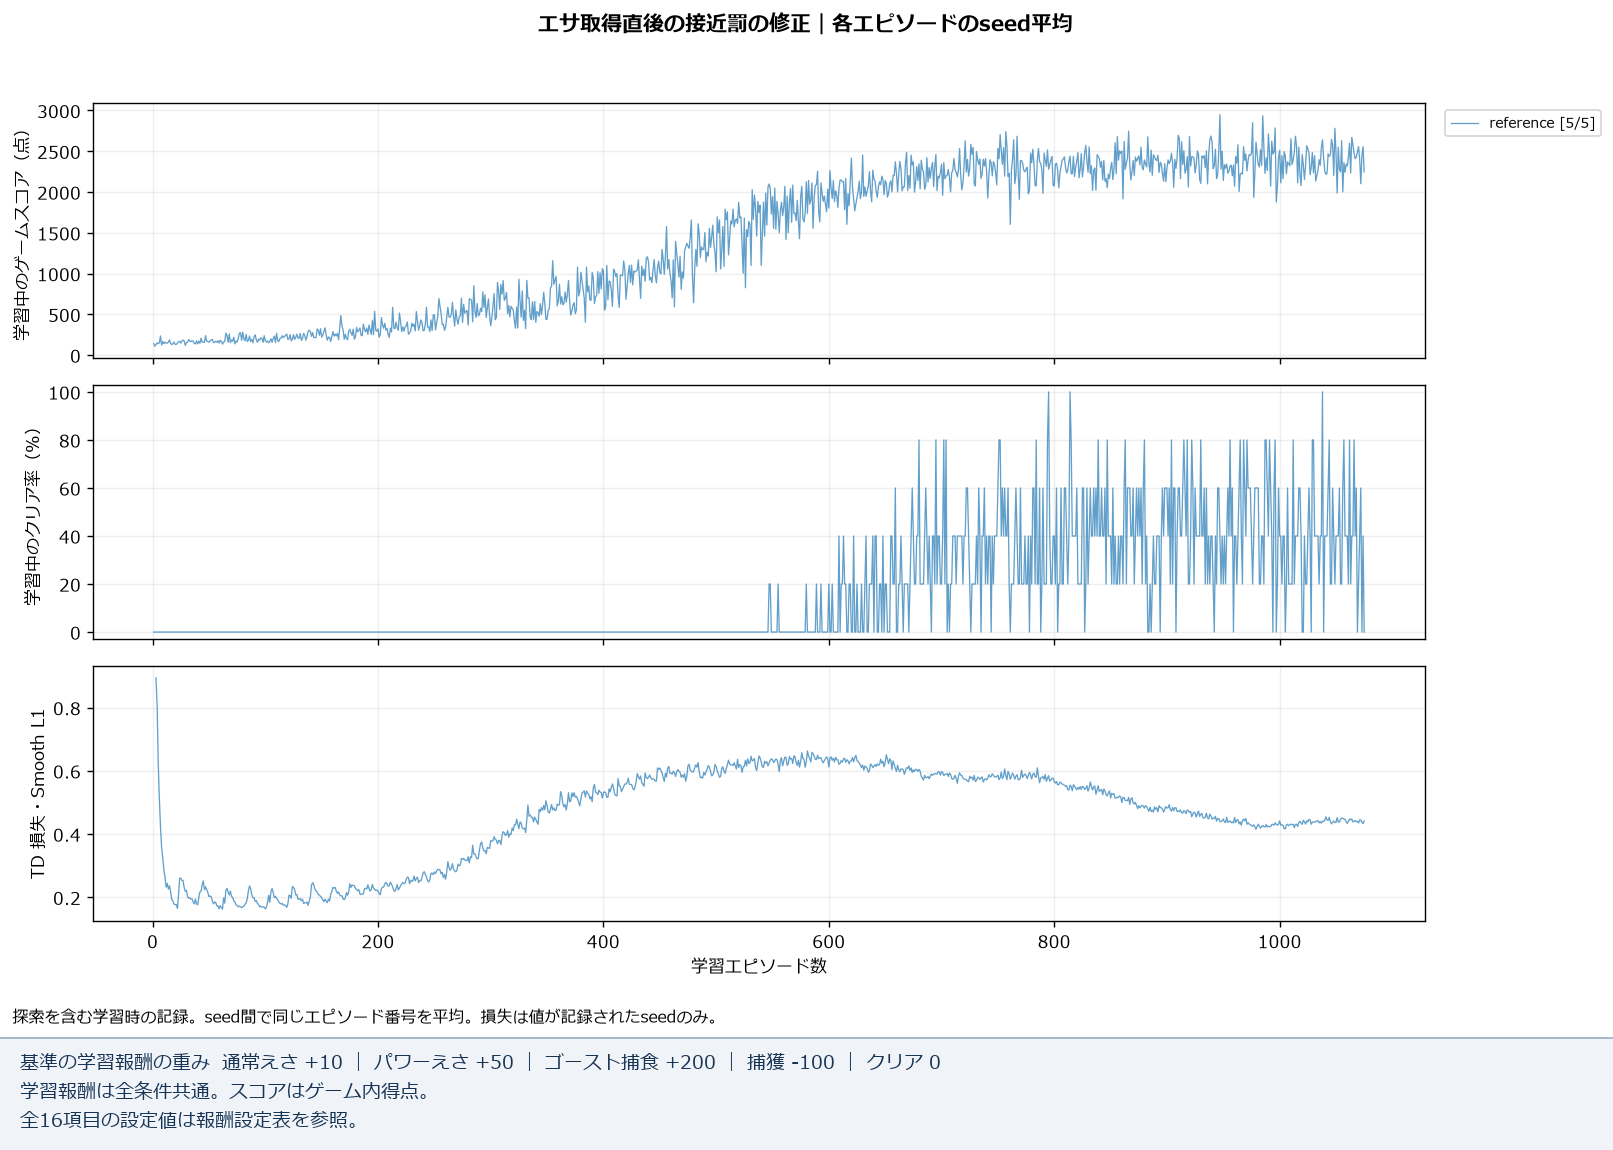 エサ取得直後の接近罰の修正｜各エピソードのseed平均
学習中のゲームスコア（点）
3000
2500
2000
1500
1000
500
0
reference [5/5]
学習中のクリア率（%）
100
80
60
40
20
0
TD 損失・Smooth L1
0.8
0.6
0.4
0.2
0
200
400
600
800
1000
学習エピソード数
探索を含む学習時の記録。seed間で同じエピソード番号を平均。損失は値が記録されたseedのみ。
基準の学習報酬の重み 通常えさ +10 ｜ パワーえさ +50 ｜ ゴースト捕食 +200 ｜ 捕獲 -100 ｜ クリア 0
学習報酬は全条件共通。スコアはゲーム内得点。
全16項目の設定値は報酬設定表を参照。